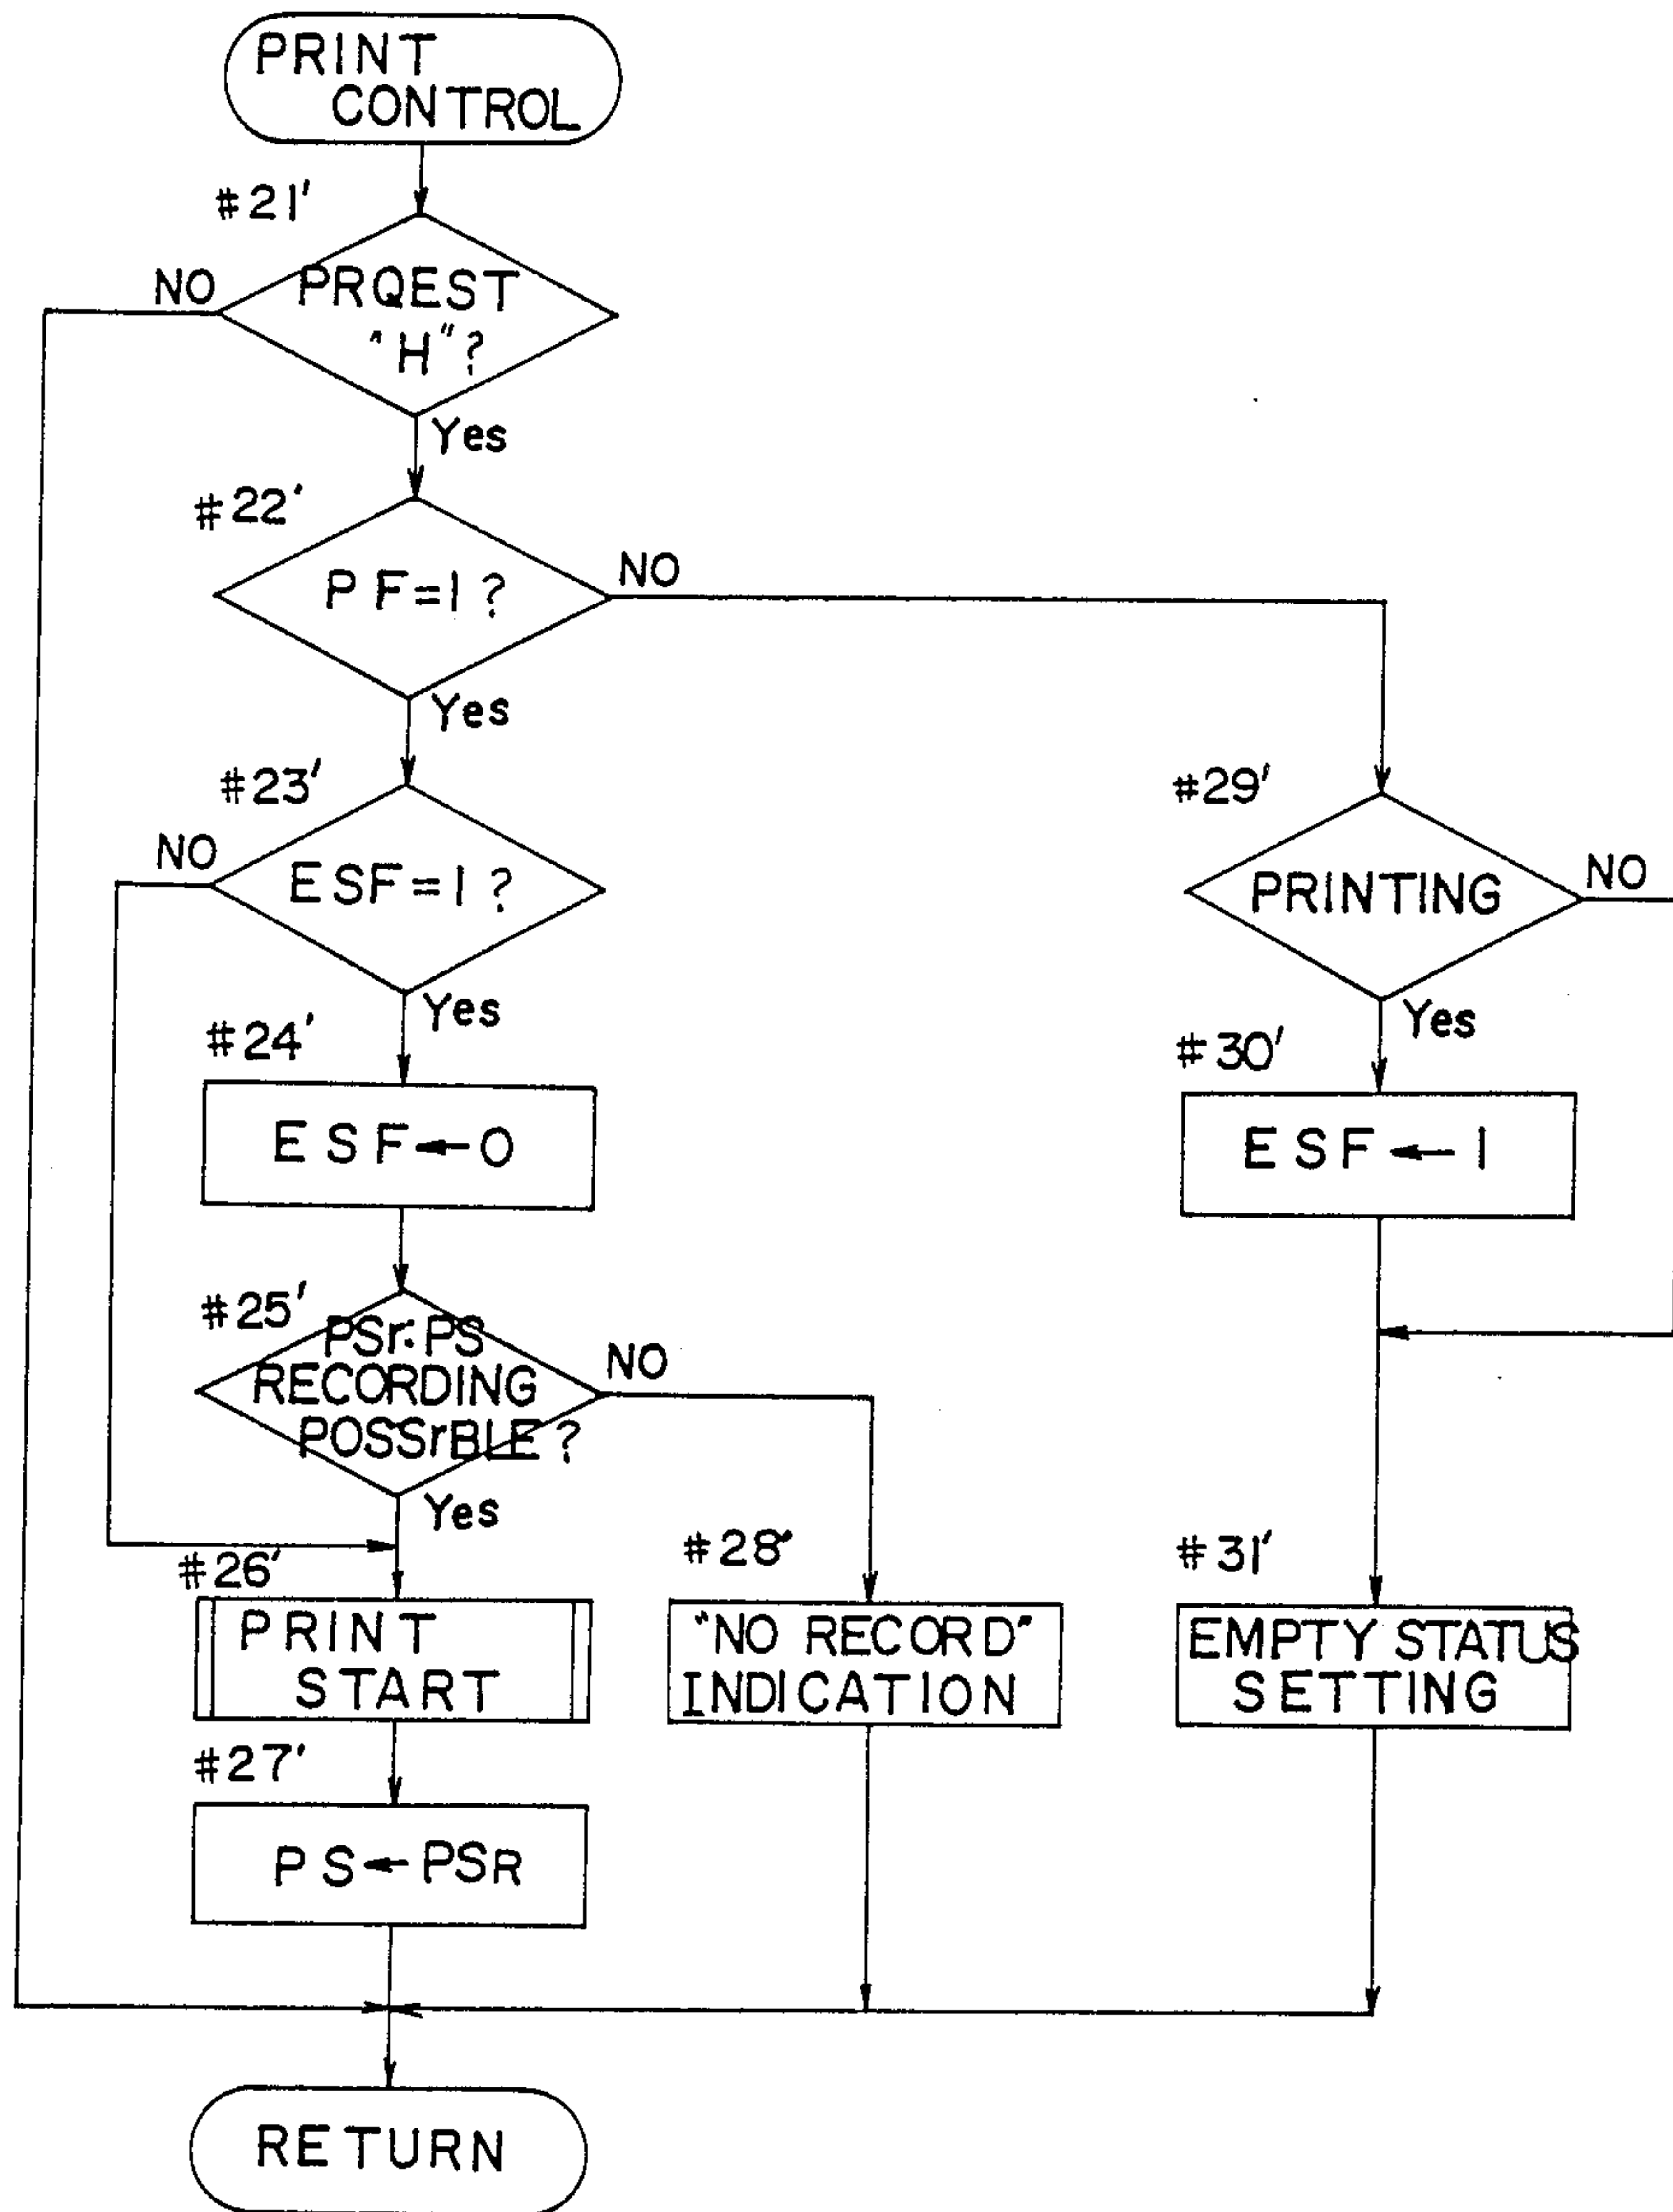 PRINT
CONTROL
#21'
NO
PRQEST
"H"?
Yes
#22'
PF=1?
NO
Yes
#23'
NO
ESF=1?
Yes
#29'
PRINTING
NO
Yes
#24'
ESF←0
#30'
ESF←1
#25'
PSr:PS
RECORDING
POSSrBLE?
NO
Yes
#26'
PRINT
START
#28'
"NO RECORD"
INDICATION
#31'
EMPTY STATUS
SETTING
#27'
PS←PSR
RETURN